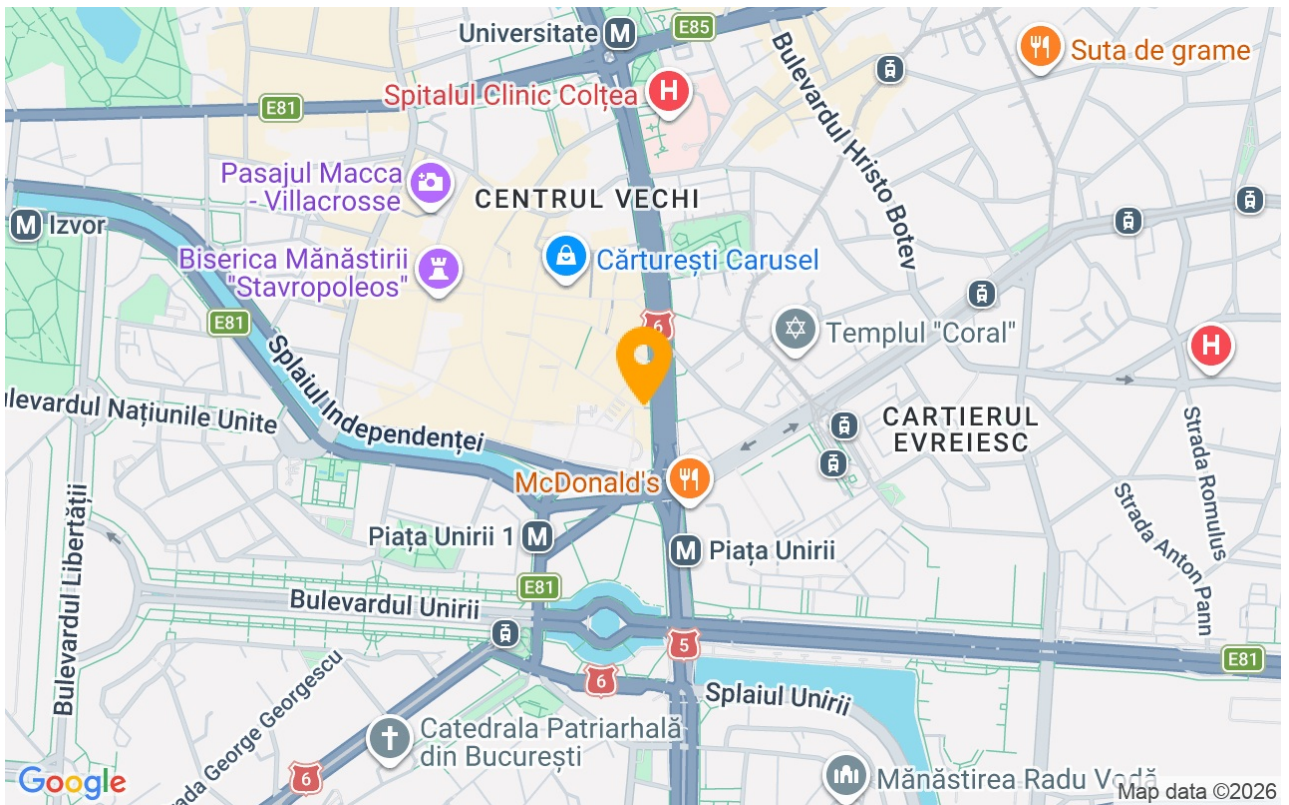 Universitate M
E85
Bulevardul Hristo Botev
Suta de grame
Spitalul Clinic Colțea H
E81
Pasajul Macca
- Villacrosse
CENTRUL VECHI
M Izvor
Biserica Mănăstirii
"Stavropoleos"
Cărturești Carusel
E81
6
Templul "Coral"
H
Splaiul Independenței
levardul Națiunile Unite
CARTIERUL
EVREIESC
Strada Romulus
McDonald's
Strada Anton Pann
Piața Unirii 1 M
M Piața Unirii
Bulevardul Libertății
E81
Bulevardul Unirii
5
E81
6
Splaiul Unirii
ada George Georgescu
Catedrala Patriarhală
din București
6
Mănăstirea Radu Vodă
Google
Map data ©2026